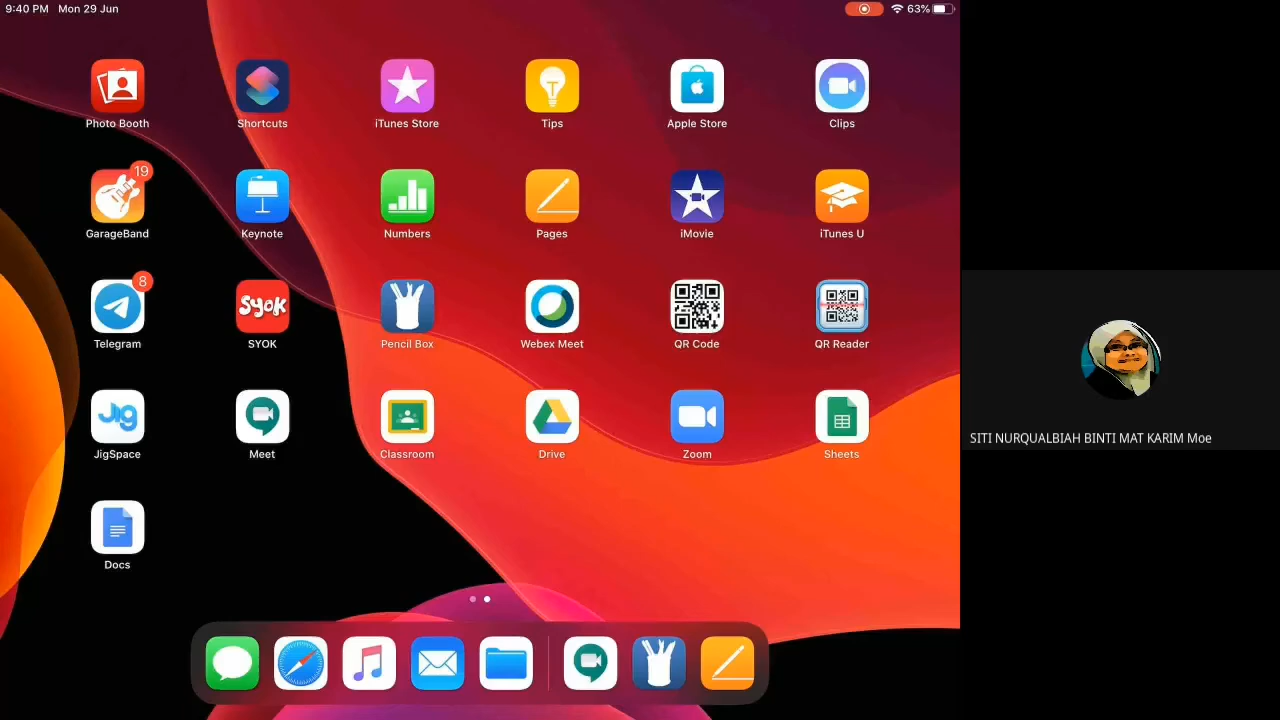 9:40 PM Mon 29 Jun 63%
Photo Booth Shortcuts iTunes Store Tips Apple Store Clips
19
GarageBand Keynote Numbers Pages iMovie iTunes U
8
Syok
Telegram SYOK Pencil Box Webex Meet QR Code QR Reader
Jig
JigSpace Meet Classroom Drive Zoom Sheets
Docs
SITI NURQUALBIAH BINTI MAT KARIM Moe